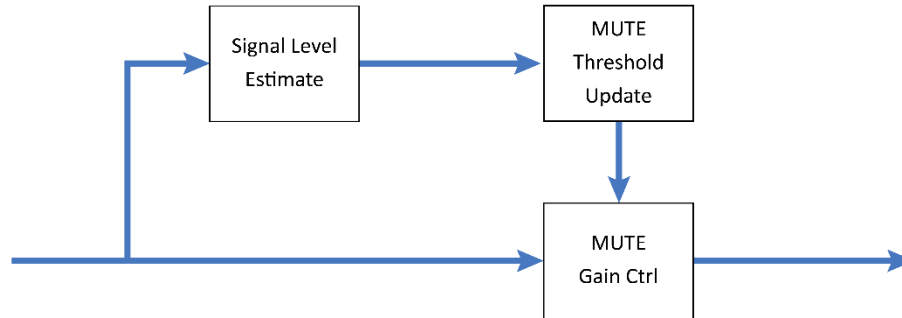 Signal Level
Estimate
MUTE
Threshold
Update
MUTE
Gain Ctrl